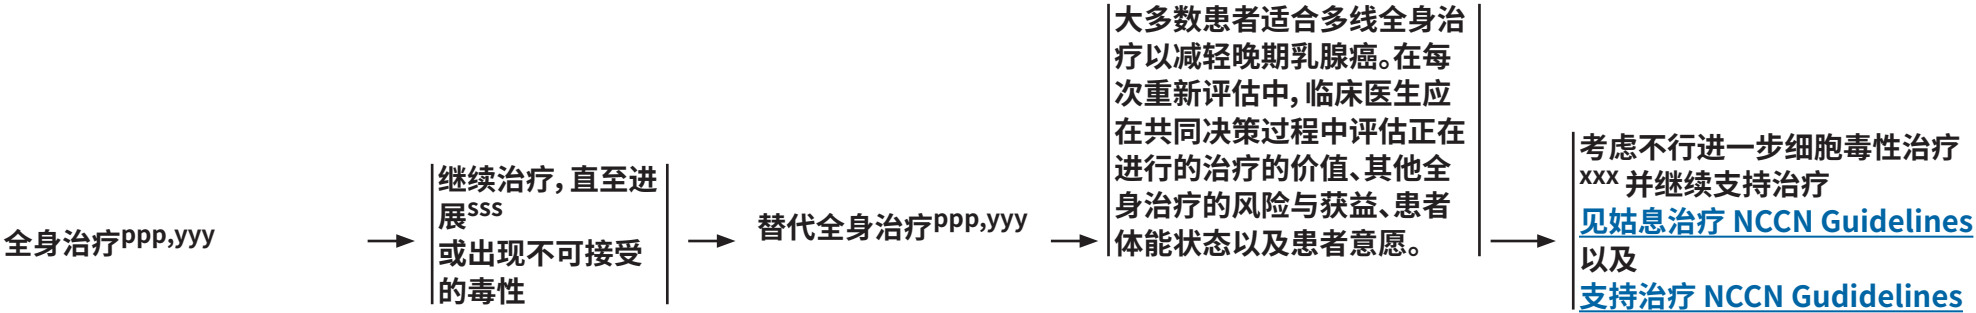 全身治疗ppp,yyy
继续治疗，直至进
展sss
或出现不可接受
的毒性
替代全身治疗ppp,yyy
大多数患者适合多线全身治
疗以减轻晚期乳腺癌。在每
次重新评估中，临床医生应
在共同决策过程中评估正在
进行的治疗的价值、其他全
身治疗的风险与获益、患者
体能状态以及患者意愿。
考虑不行进一步细胞毒性治疗
xxx 并继续支持治疗
见姑息治疗 NCCN Guidelines
以及
支持治疗 NCCN Gudidelines